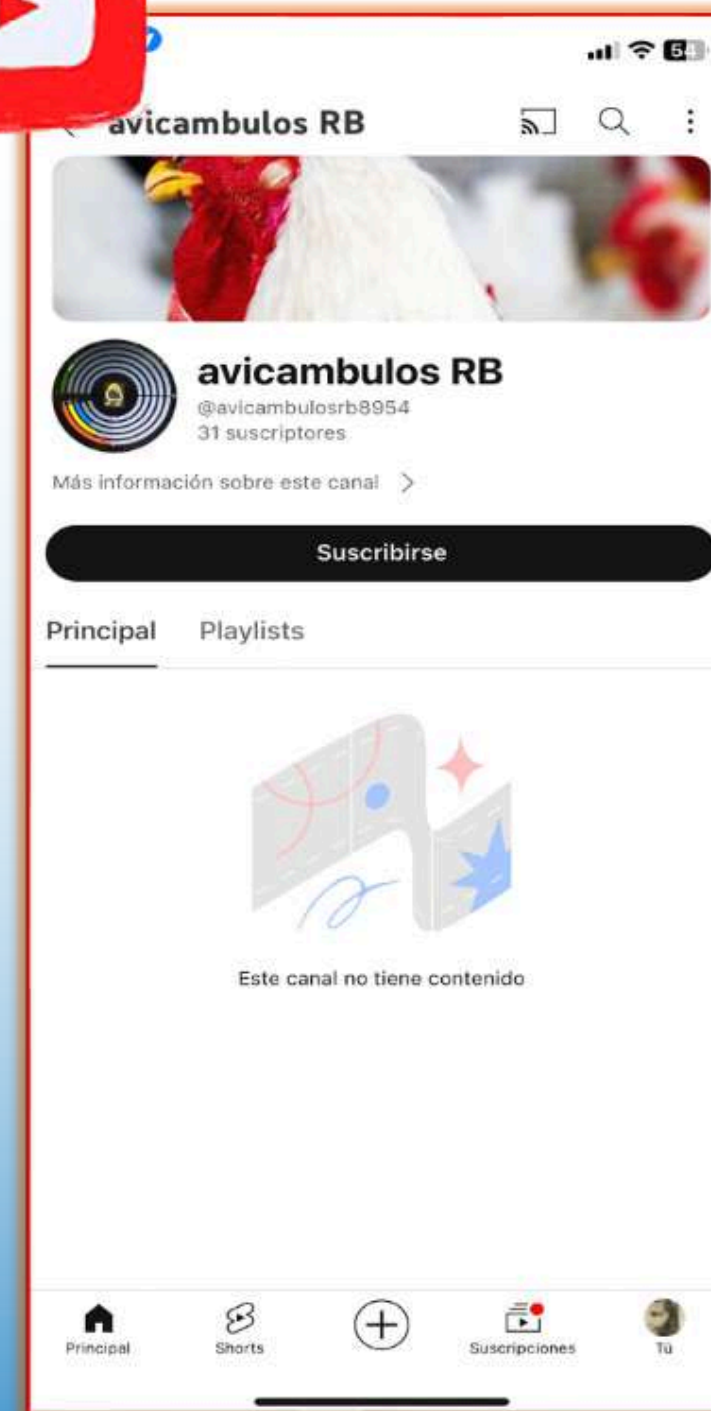 54
avicambulos RB
avicambulos RB
@avicambulosrb8954
31 suscriptores
Más información sobre este canal
Suscribirse
Principal Playlists
Este canal no tiene contenido
Principal Shorts Suscripciones Tú